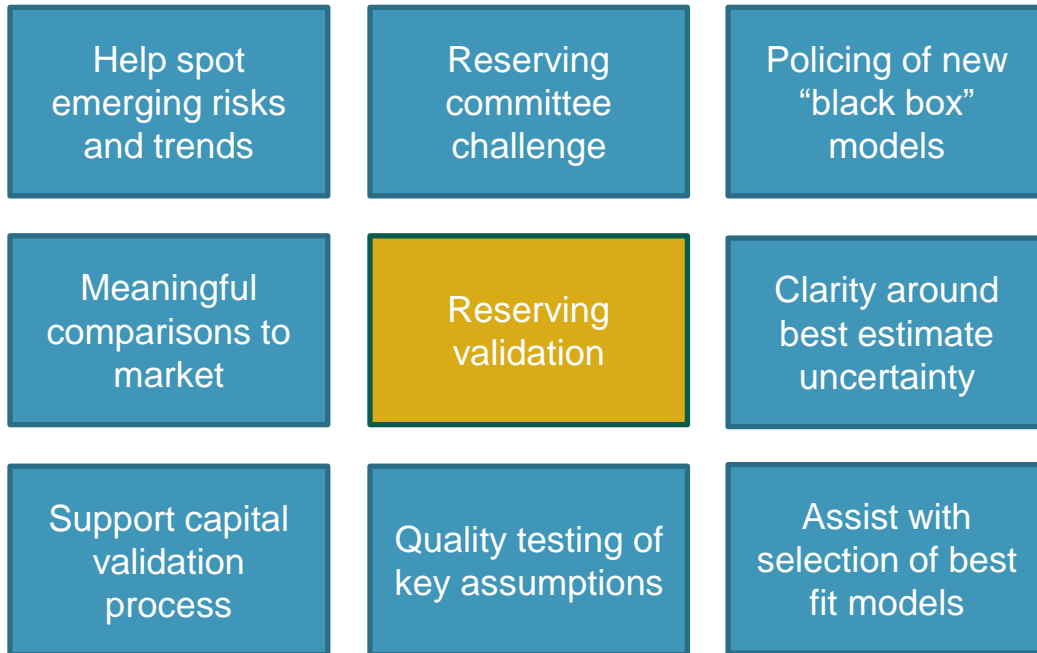 Help spot
emerging risks
and trends
Reserving
committee
challenge
Policing of new
“black box”
models
Meaningful
comparisons to
market
Reserving
validation
Clarity around
best estimate
uncertainty
Support capital
validation
process
Quality testing of
key assumptions
Assist with
selection of best
fit models